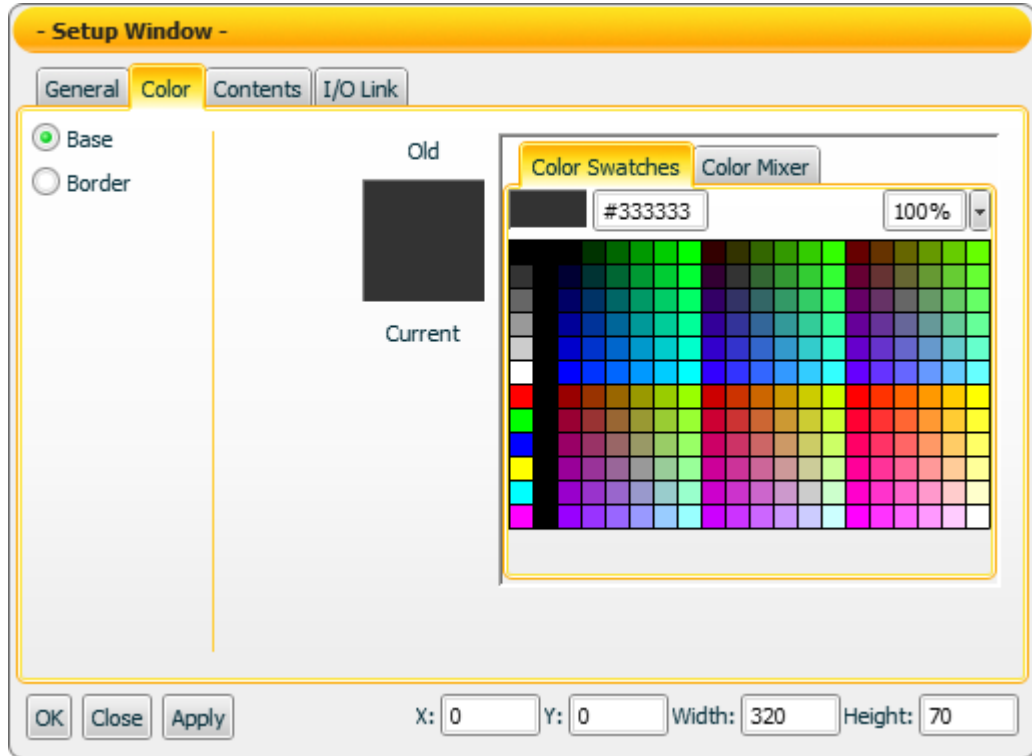 - Setup Window -
General Color Contents I/O Link
Base
Border
Old
Current
Color Swatches Color Mixer
#333333 100%
OK Close Apply X: 0 Y: 0 Width: 320 Height: 70